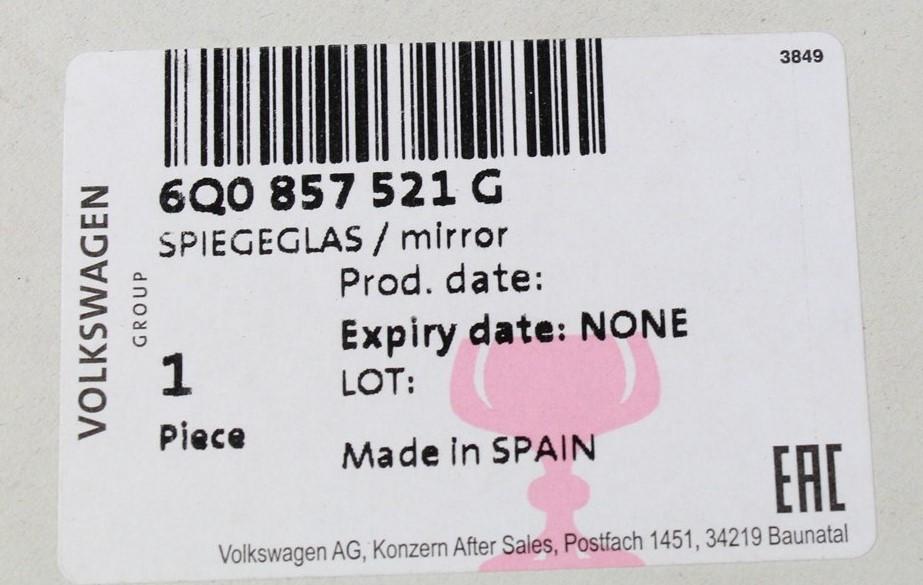 3849
6Q0 857 521 G
SPIEGEGLAS / mirror
Prod. date:
Expiry date: NONE
1
LOT:
Piece
Made in SPAIN
EAC
Volkswagen AG, Konzern After Sales, Postfach 1451, 34219 Baunatal
VOLKSWAGEN
GROUP